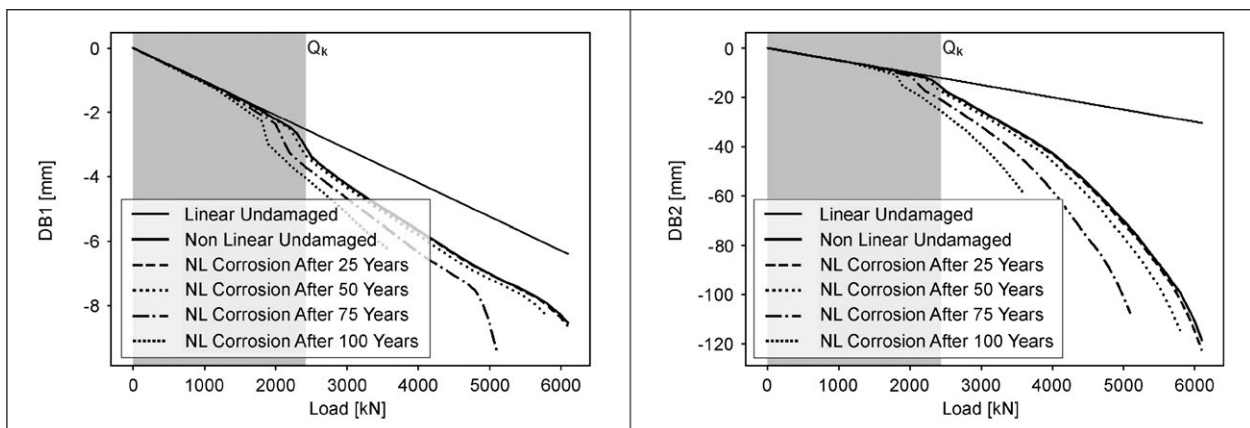 Qk
0
-2
-4
-6
-8
DB1 [mm]
Linear Undamaged
Non Linear Undamaged
NL Corrosion After 25 Years
NL Corrosion After 50 Years
NL Corrosion After 75 Years
NL Corrosion After 100 Years
0 1000 2000 3000 4000 5000 6000
Load [kN]
Qk
0
-20
-40
-60
-80
-100
-120
DB2 [mm]
Linear Undamaged
Non Linear Undamaged
NL Corrosion After 25 Years
NL Corrosion After 50 Years
NL Corrosion After 75 Years
NL Corrosion After 100 Years
0 1000 2000 3000 4000 5000 6000
Load [kN]